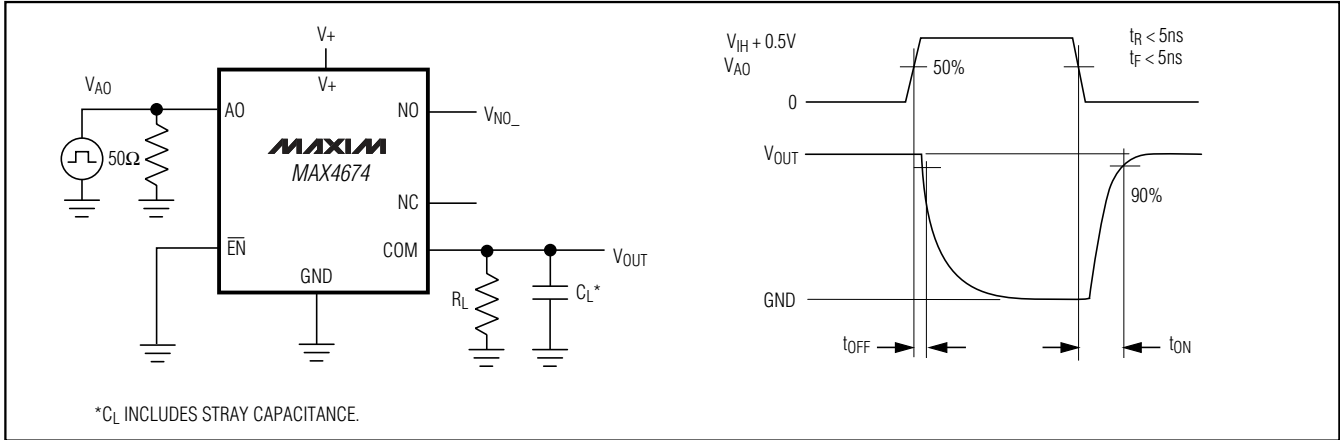 V+
V+
VAO
AO
50Ω
MAXIM
MAX4674
NO
VNO_
NC
EN
COM
VOUT
GND
RL
CL*
*CL INCLUDES STRAY CAPACITANCE.
VIH + 0.5V
VAO
50%
tR < 5ns
tF < 5ns
0
VOUT
90%
GND
tOFF
tON